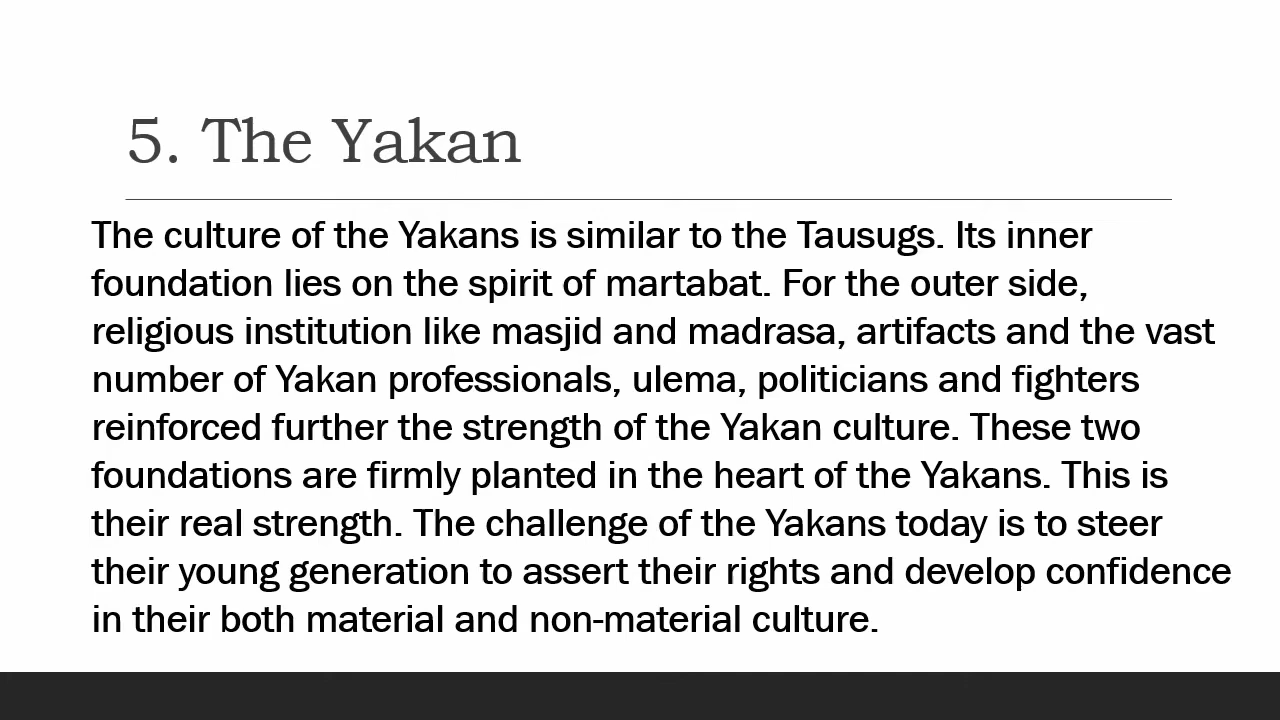 5. The Yakan
The culture of the Yakans is similar to the Tausugs. Its inner
foundation lies on the spirit of martabat. For the outer side,
religious institution like masjid and madrasa, artifacts and the vast
number of Yakan professionals, ulema, politicians and fighters
reinforced further the strength of the Yakan culture. These two
foundations are firmly planted in the heart of the Yakans. This is
their real strength. The challenge of the Yakans today is to steer
their young generation to assert their rights and develop confidence
in their both material and non-material culture.